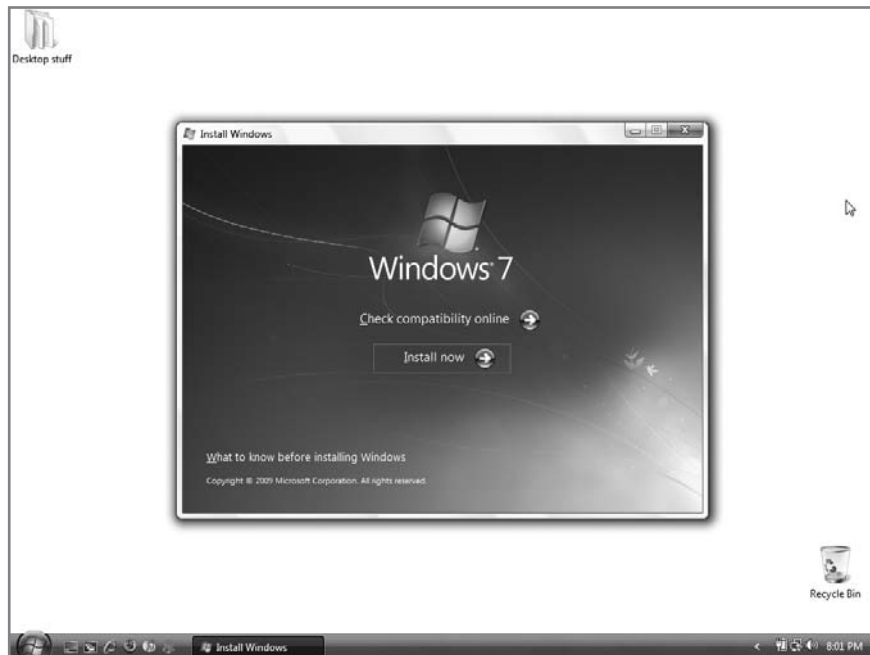 Desktop stuff
Install Windows
Windows® 7
Check compatibility online
Install now
What to know before installing Windows
Copyright © 2009 Microsoft Corporation. All rights reserved.
Recycle Bin
Install Windows
8:01 PM